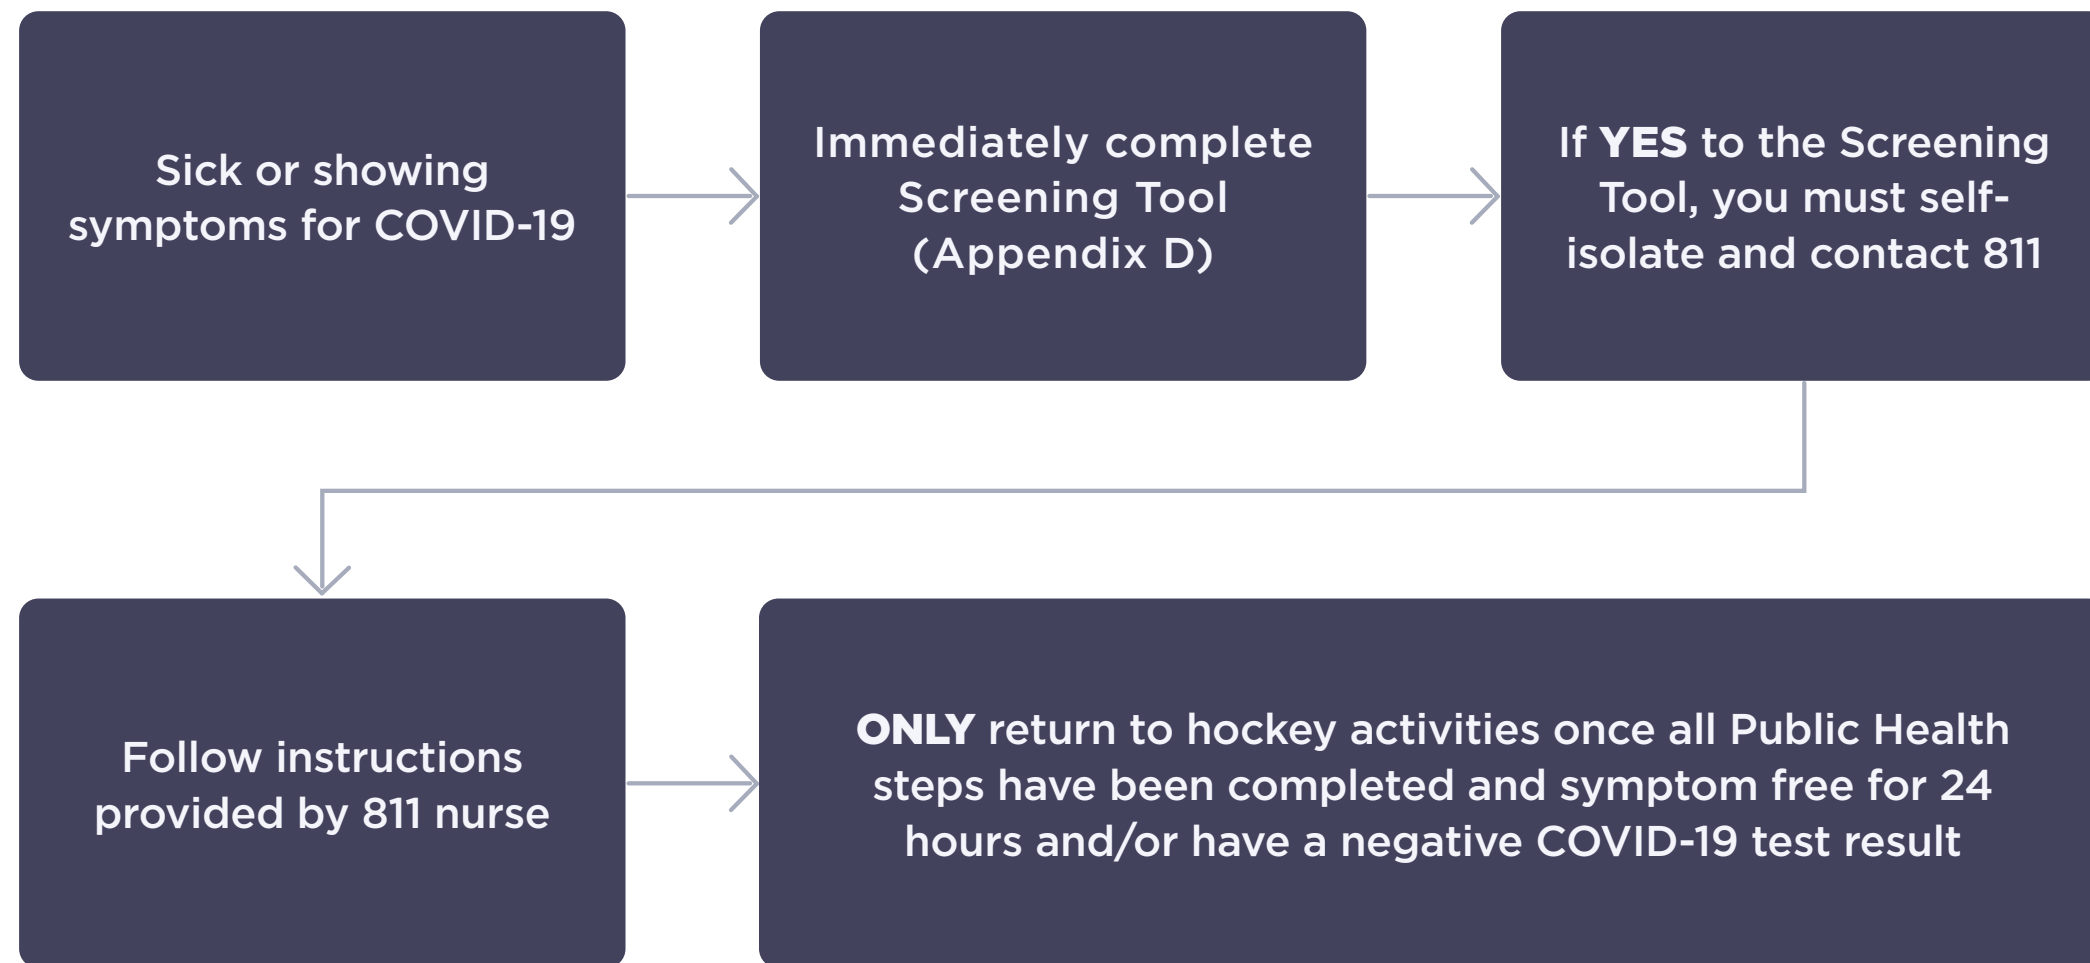 Sick or showing
symptoms for COVID-19
Immediately complete
Screening Tool
(Appendix D)
If YES to the Screening
Tool, you must self-
isolate and contact 811
Follow instructions
provided by 811 nurse
ONLY return to hockey activities once all Public Health
steps have been completed and symptom free for 24
hours and/or have a negative COVID-19 test result